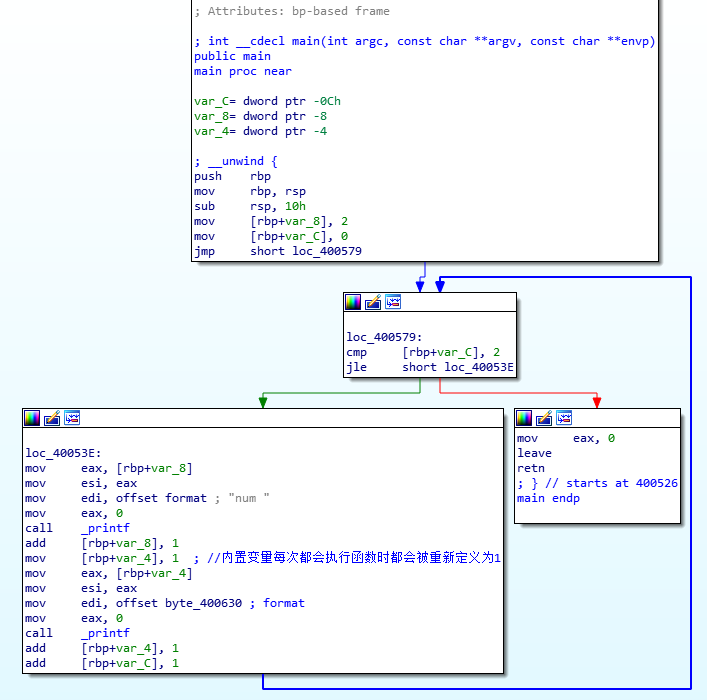 ; Attributes: bp-based frame
; int __cdecl main(int argc, const char **argv, const char **envp)
public main
main proc near
var_C= dword ptr -0Ch
var_8= dword ptr -8
var_4= dword ptr -4
; __unwind {
push rbp
mov rbp, rsp
sub rsp, 10h
mov [rbp+var_8], 2
mov [rbp+var_C], 0
jmp short loc_400579
loc_400579:
cmp [rbp+var_C], 2
jle short loc_40053E
loc_40053E:
mov eax, [rbp+var_8]
mov esi, eax
mov edi, offset format ; "num "
mov eax, 0
call _printf
add [rbp+var_8], 1
mov [rbp+var_4], 1 ; //内置变量每次都会执行函数时都会被重新定义为1
mov eax, [rbp+var_4]
mov esi, eax
mov edi, offset byte_400630 ; format
mov eax, 0
call _printf
add [rbp+var_4], 1
add [rbp+var_C], 1
mov eax, 0
leave
retn
; } // starts at 400526
main endp